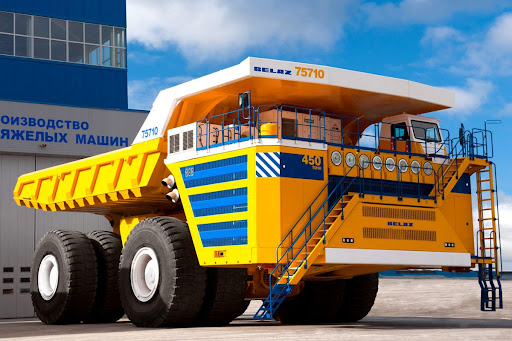 BELAZ 75710
ОИЗВОДСТВО
ЯЖЕЛЫХ МАШИН
75710
450
BELAZ